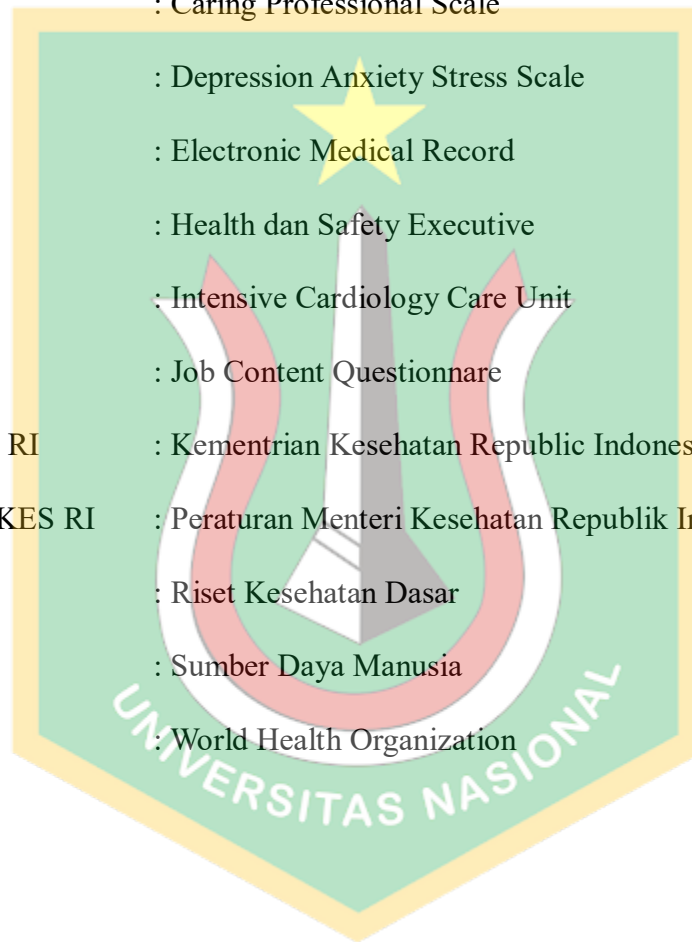 : Caring Professional Scale
: Depression Anxiety Stress Scale
: Electronic Medical Record
: Health dan Safety Executive
: Intensive Cardiology Care Unit
: Job Content Questionnare
RI : Kementrian Kesehatan Republic Indones
KES RI : Peraturan Menteri Kesehatan Republik In
: Riset Kesehatan Dasar
: Sumber Daya Manusia
: World Health Organization
UNIVERSITAS NASIONAL